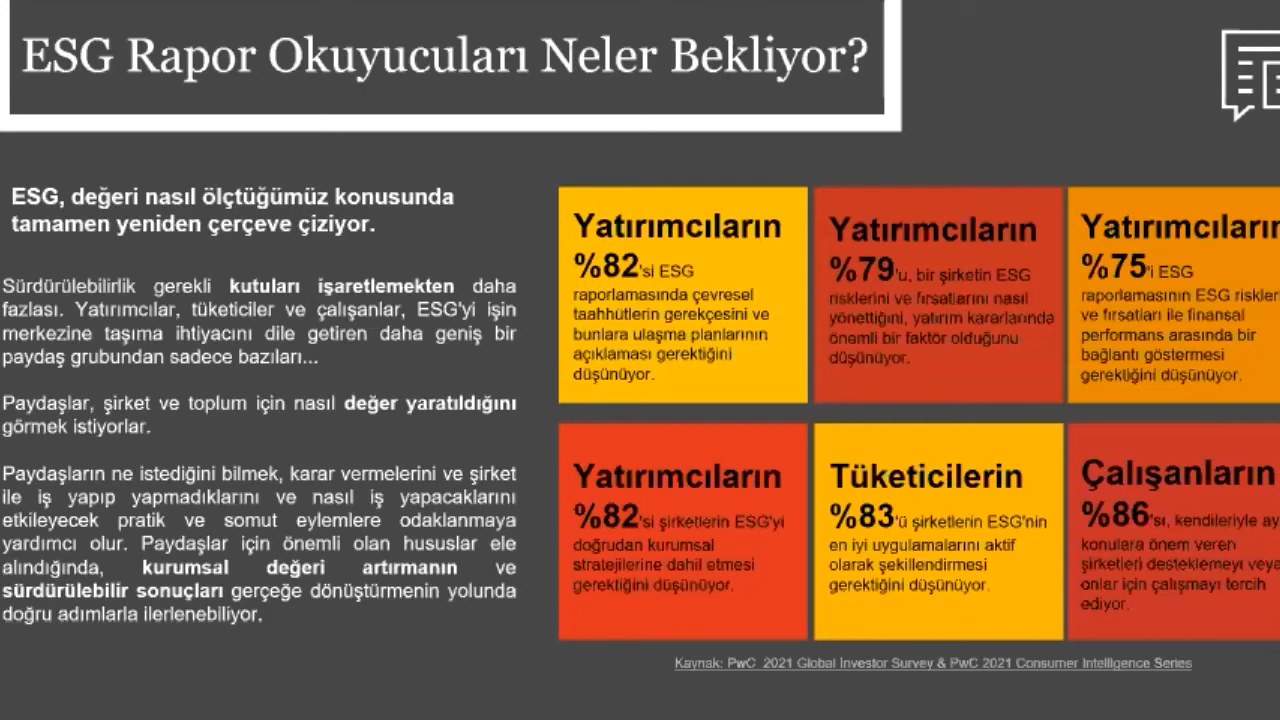 ESG Rapor Okuyucuları Neler Bekliyor?
ESG, değeri nasıl ölçtüğümüz konusunda
tamamen yeniden çerçeve çiziyor.
Sürdürülebilirlik gerekli kutuları işaretlemekten daha
fazlası. Yatırımcılar, tüketiciler ve çalışanlar, ESG'yi işin
merkezine taşıma ihtiyacını dile getiren daha geniş bir
paydaş grubundan sadece bazıları...
Paydaşlar, şirket ve toplum için nasıl değer yaratıldığını
görmek istiyorlar.
Paydaşların ne istediğini bilmek, karar vermelerini ve şirket
ile iş yapıp yapmadıklarını ve nasıl iş yapacaklarını
etkileyecek pratik ve somut eylemlere odaklanmaya
yardımcı olur. Paydaşlar için önemli olan hususlar ele
alındığında, kurumsal değeri artırmanın ve
sürdürülebilir sonuçları gerçeğe dönüştürmenin yolunda
doğru adımlarla ilerlenebiliyor.
Yatırımcıların
%82'si ESG
raporlamasında çevresel
taahhütlerin gerekçesini ve
bunlara ulaşma planlarının
açıklaması gerektiğini
düşünüyor.
Yatırımcıların
%79'u, bir şirketin ESG
risklerini ve fırsatlarını nasıl
yönettiğini, yatırım kararlarında
önemli bir faktör olduğunu
düşünüyor.
Yatırımcıların
%75'i ESG
raporlamasının ESG riskler
ve fırsatları ile finansal
performans arasında bir
bağlantı göstermesi
gerektiğini düşünüyor.
Yatırımcıların
%82'si şirketlerin ESG'yi
doğrudan kurumsal
stratejilerine dahil etmesi
gerektiğini düşünüyor.
Tüketicilerin
%83'ü şirketlerin ESG'nin
en iyi uygulamalarını aktif
olarak şekillendirmesi
gerektiğini düşünüyor.
Çalışanların
%86'sı, kendileriyle ay
konulara önem veren
şirketleri desteklemeyi veya
onlar için çalışmayı tercih
ediyor.
Kaynak: PwC 2021 Global Investor Survey & PwC 2021 Consumer Intelligence Series